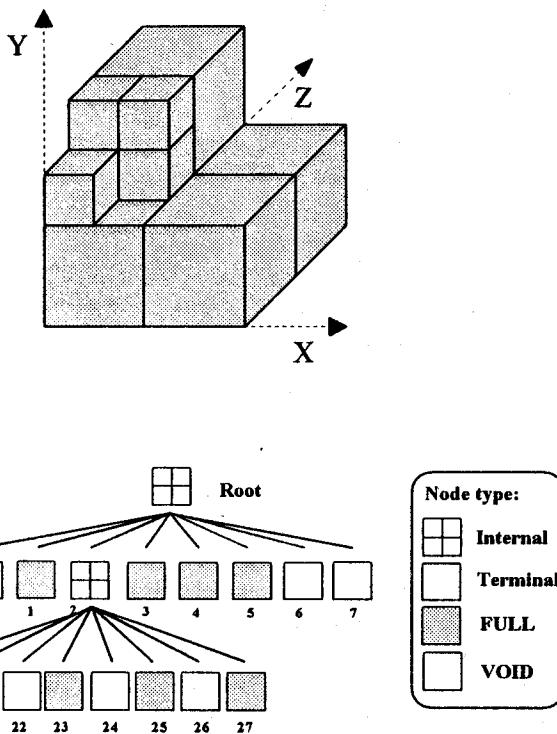 Y
Z
X
Root
1 2 3 4 5 6 7
22 23 24 25 26 27
Node type:
Internal
Terminal
FULL
VOID